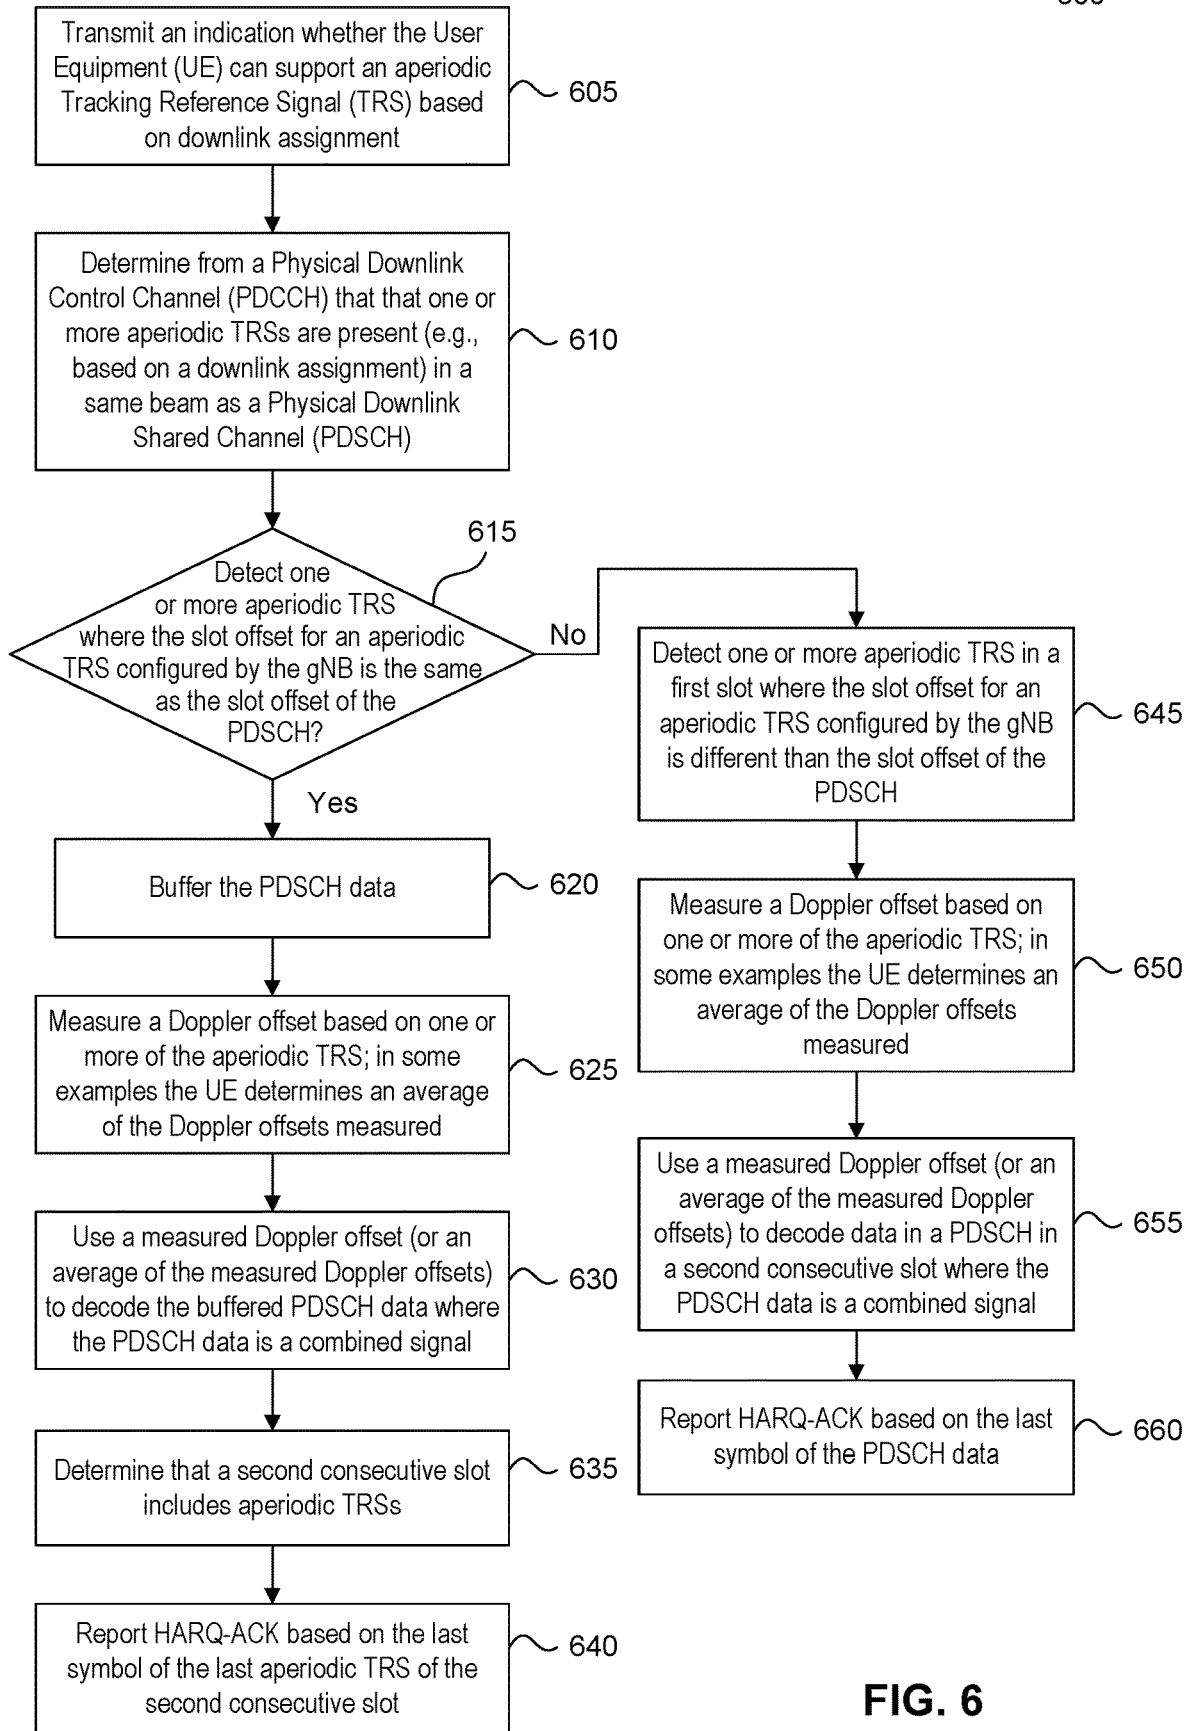 Transmit an indication whether the User
Equipment (UE) can support an aperiodic
Tracking Reference Signal (TRS) based
on downlink assignment
605
Determine from a Physical Downlink
Control Channel (PDCCH) that that one or
more aperiodic TRSs are present (e.g.,
based on a downlink assignment) in a
same beam as a Physical Downlink
Shared Channel (PDSCH)
610
615
Detect one
or more aperiodic TRS
where the slot offset for an aperiodic
TRS configured by the gNB is the same
as the slot offset of the
PDSCH?
No
Yes
Buffer the PDSCH data
620
Measure a Doppler offset based on one or
more of the aperiodic TRS; in some
examples the UE determines an average
of the Doppler offsets measured
625
Use a measured Doppler offset (or an
average of the measured Doppler offsets)
to decode the buffered PDSCH data where
the PDSCH data is a combined signal
630
Determine that a second consecutive slot
includes aperiodic TRSs
635
Report HARQ-ACK based on the last
symbol of the last aperiodic TRS of the
second consecutive slot
640
Detect one or more aperiodic TRS in a
first slot where the slot offset for an
aperiodic TRS configured by the gNB
is different than the slot offset of the
PDSCH
645
Measure a Doppler offset based on
one or more of the aperiodic TRS; in
some examples the UE determines an
average of the Doppler offsets
measured
650
Use a measured Doppler offset (or an
average of the measured Doppler
offsets) to decode data in a PDSCH in
a second consecutive slot where the
PDSCH data is a combined signal
655
Report HARQ-ACK based on the last
symbol of the PDSCH data
660
FIG. 6